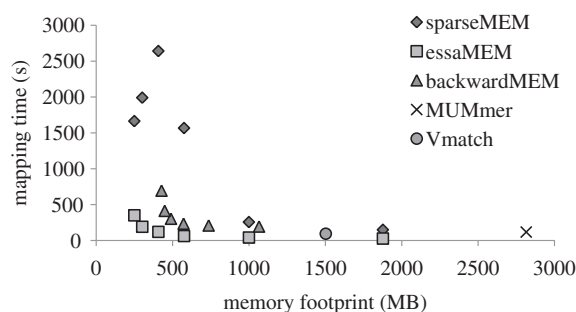 3000
2500
2000
1500
1000
500
0
mapping time (s)
sparseMEM
essaMEM
backwardMEM
MUMmer
Vmatch
0 500 1000 1500 2000 2500 3000
memory footprint (MB)